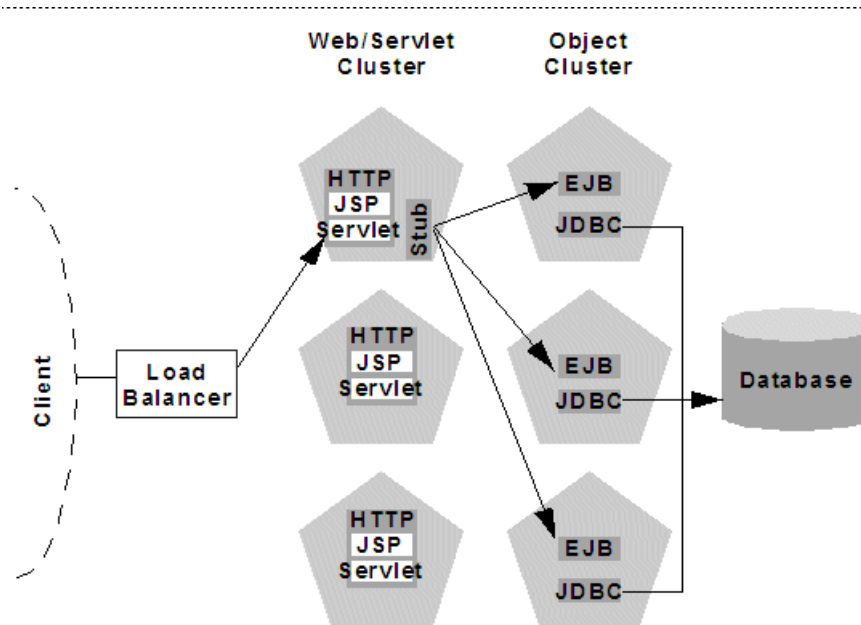 Web/Servlet
Cluster
Object
Cluster
HTTP
JSP
Servlet
Stub
EJB
JDBC
Client
Load
Balancer
HTTP
JSP
Servlet
EJB
JDBC
Database
HTTP
JSP
Servlet
EJB
JDBC